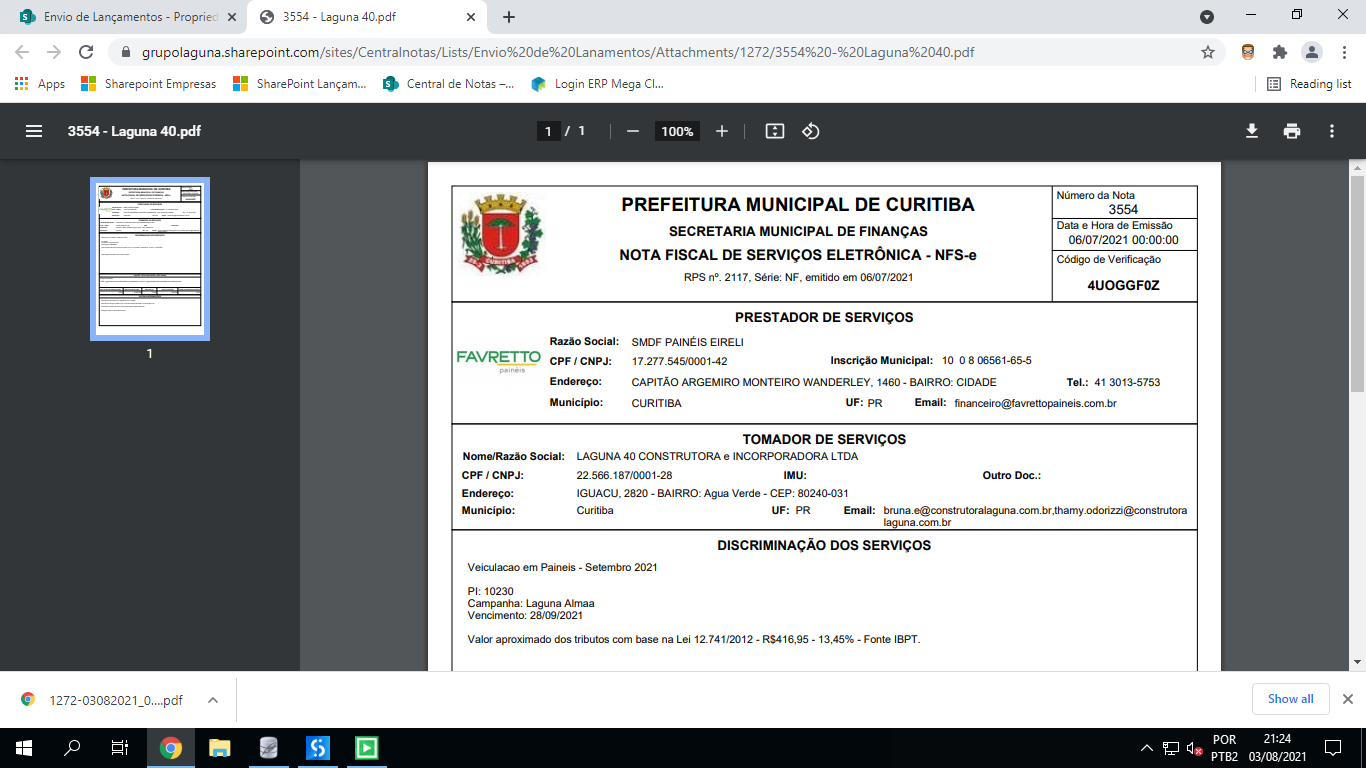 Envio de Lançamentos - Propried
3554 - Laguna 40.pdf
grupolaguna.sharepoint.com/sites/Centralnotas/Lists/Envio%20de%20Lanamentos/Attachments/1272/3554%20-%20Laguna%2040.pdf
Apps
Sharepoint Empresas
SharePoint Lançam...
Central de Notas –...
Login ERP Mega Cl...
Reading list
3554 - Laguna 40.pdf
1 / 1
100%
1
PREFEITURA MUNICIPAL DE CURITIBA
SECRETARIA MUNICIPAL DE FINANÇAS
NOTA FISCAL DE SERVIÇOS ELETRÔNICA - NFS-e
RPS nº. 2117, Série: NF, emitido em 06/07/2021
CURITIBA
Número da Nota
3554
Data e Hora de Emissão
06/07/2021 00:00:00
Código de Verificação
4UOGGF0Z
PRESTADOR DE SERVIÇOS
FAVRETTO
painéis
Razão Social: SMDF PAINÉIS EIRELI
CPF / CNPJ: 17.277.545/0001-42 Inscrição Municipal: 10 0 8 06561-65-5
Endereço: CAPITÃO ARGEMIRO MONTEIRO WANDERLEY, 1460 - BAIRRO: CIDADE Tel.: 41 3013-5753
Município: CURITIBA UF: PR Email: financeiro@favrettopaineis.com.br
TOMADOR DE SERVIÇOS
Nome/Razão Social: LAGUNA 40 CONSTRUTORA e INCORPORADORA LTDA
CPF / CNPJ: 22.566.187/0001-28 IMU: Outro Doc.:
Endereço: IGUACU, 2820 - BAIRRO: Agua Verde - CEP: 80240-031
Município: Curitiba UF: PR Email: bruna.e@construtoralaguna.com.br,thamy.odorizzi@construtora
laguna.com.br
DISCRIMINAÇÃO DOS SERVIÇOS
Veiculacao em Paineis - Setembro 2021
PI: 10230
Campanha: Laguna Almaa
Vencimento: 28/09/2021
Valor aproximado dos tributos com base na Lei 12.741/2012 - R$416,95 - 13,45% - Fonte IBPT.
1272-03082021_0....pdf
Show all
POR
PTB2
21:24
03/08/2021